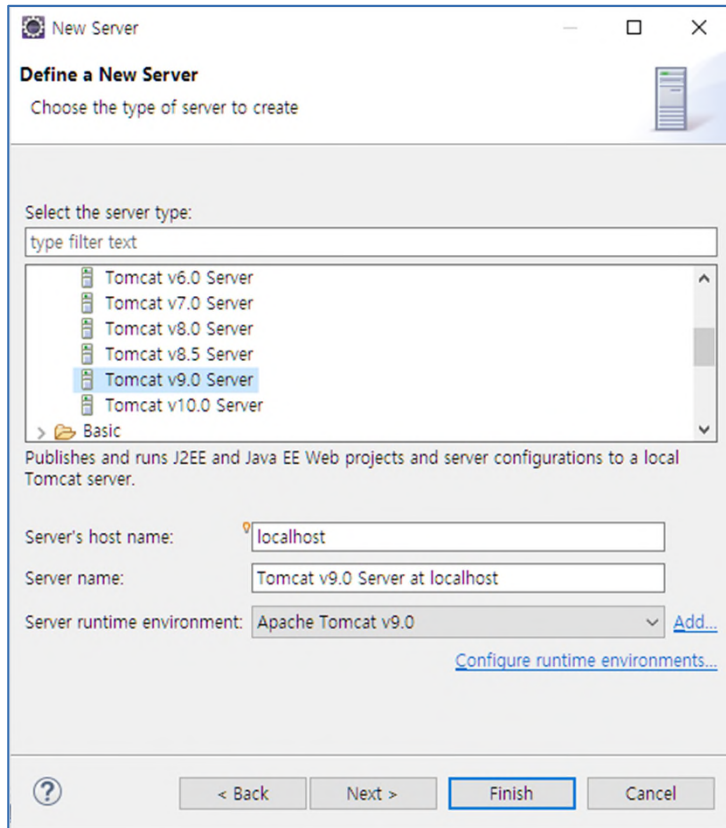 New Server
Define a New Server
Choose the type of server to create
Select the server type:
type filter text
Tomcat v6.0 Server
Tomcat v7.0 Server
Tomcat v8.0 Server
Tomcat v8.5 Server
Tomcat v9.0 Server
Tomcat v10.0 Server
Basic
Publishes and runs J2EE and Java EE Web projects and server configurations to a local
Tomcat server.
Server's host name: localhost
Server name: Tomcat v9.0 Server at localhost
Server runtime environment: Apache Tomcat v9.0 Add...
Configure runtime environments...
? < Back Next > Finish Cancel